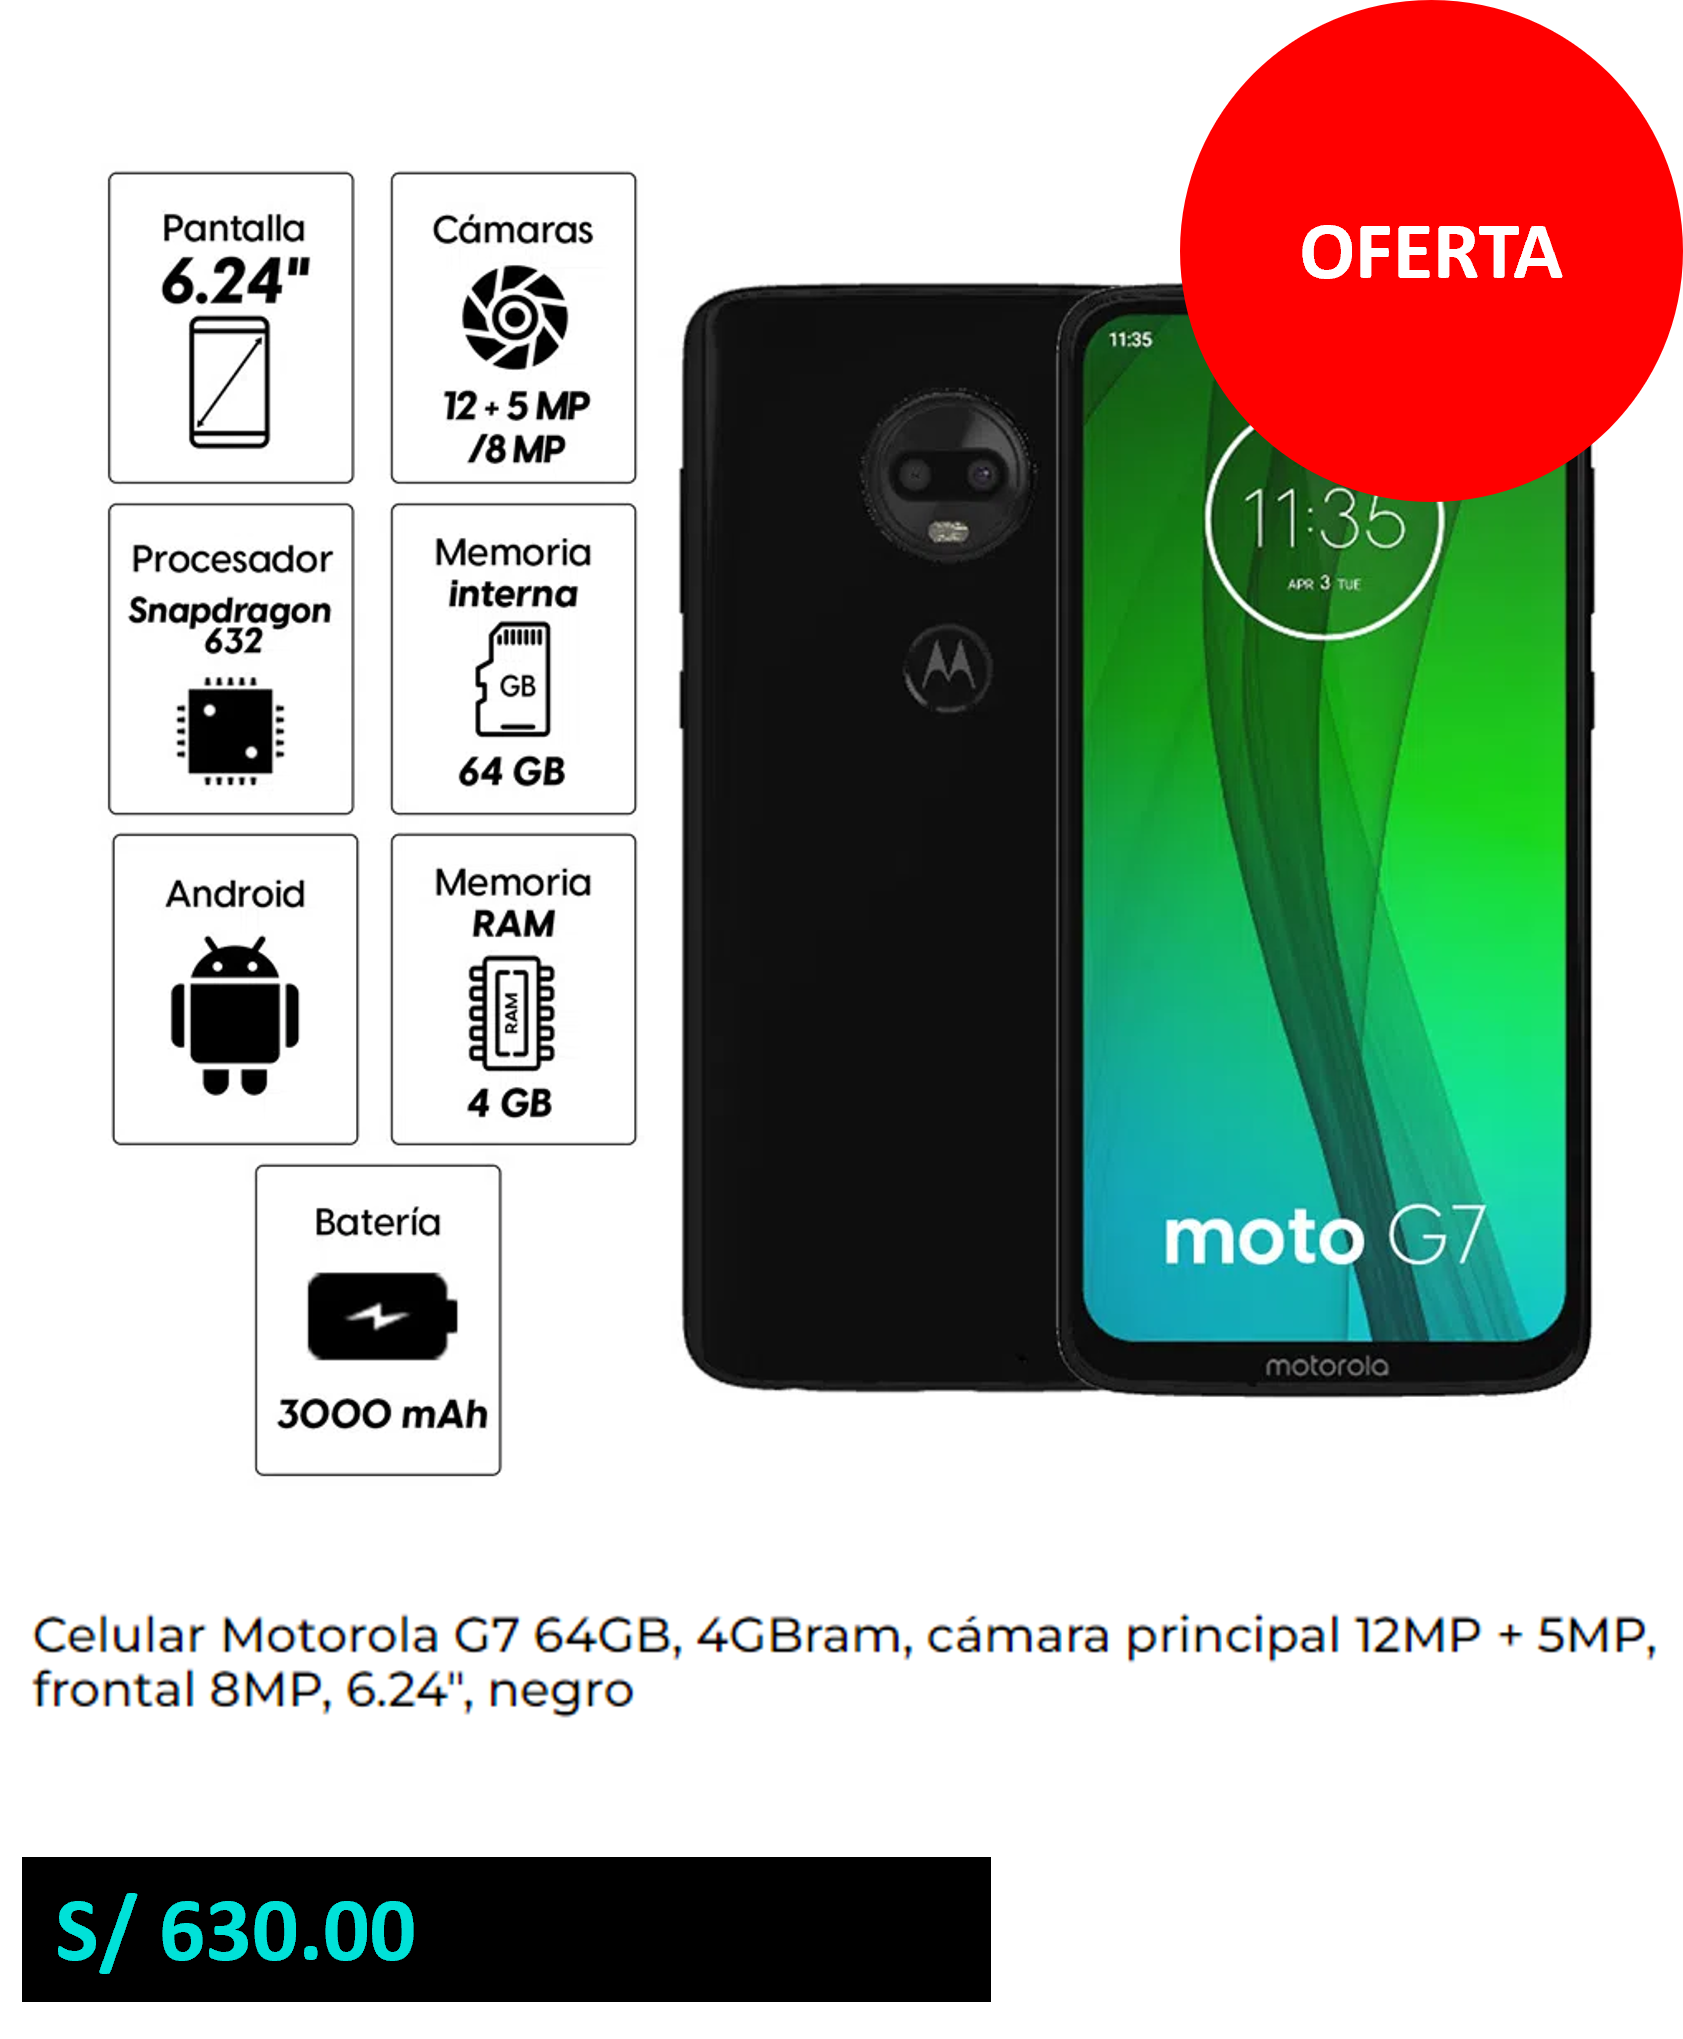 OFERTA
Pantalla
6.24"
Cámaras
12 + 5 MP
/8 MP
Procesador
Snapdragon
632
Memoria
interna
GB
64 GB
Android
Memoria
RAM
RAM
4 GB
Batería
3000 mAh
11:35
11:35
APR 3 TUE
moto G7
motorola
Celular Motorola G7 64GB, 4GBram, cámara principal 12MP + 5MP,
frontal 8MP, 6.24", negro
S/ 630.00